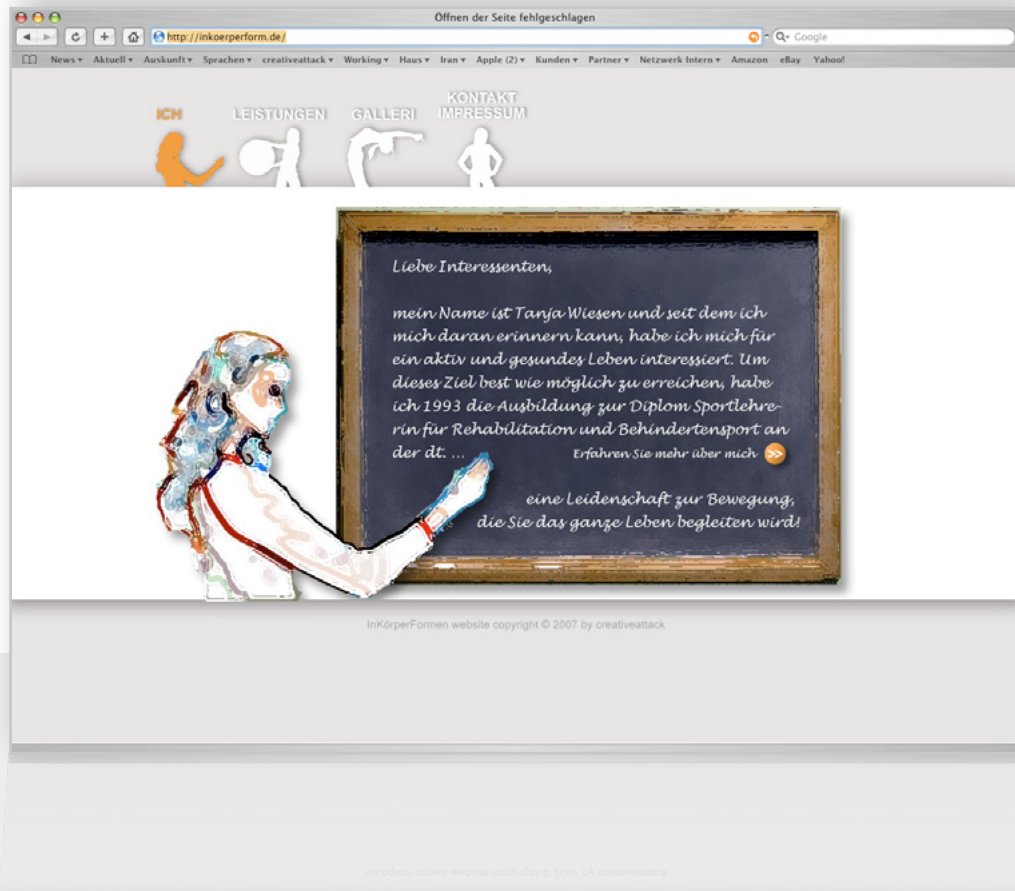 Öffnen der Seite fehlgeschlagen
http://inkoerperform.de/
Google
News Aktuell Auskunft Sprachen creativeattack Working Haus Iran Apple (2) Kunden Partner Netzwerk Intern Amazon eBay Yahoo!
ICH
LEISTUNGEN
GALLERI
KONTAKT
IMPRESSUM
Liebe Interessenten,
mein Name ist Tanja Wiesen und seit dem ich
mich daran erinnern kann, habe ich mich für
ein aktiv und gesundes Leben interessiert. Um
dieses Ziel best wie möglich zu erreichen, habe
ich 1993 die Ausbildung zur Diplom Sportlehre-
rin für Rehabilitation und Behindertensport an
der dt. ...
Erfahren Sie mehr über mich >>
eine Leidenschaft zur Bewegung,
die Sie das ganze Leben begleiten wird!
InKörperFormen website copyright © 2007 by creativeattack